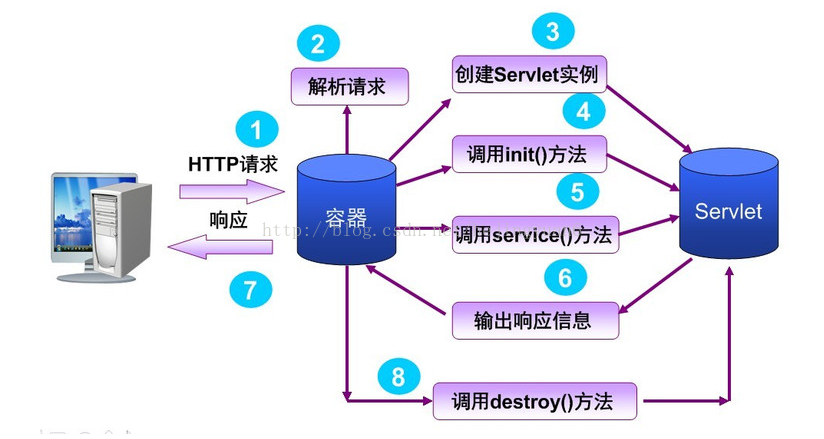 1
HTTP请求
2
解析请求
3
创建Servlet实例
4
调用init()方法
5
调用service()方法
6
输出响应信息
7
响应
8
调用destroy()方法
容器
Servlet
http://blog.csdn.n